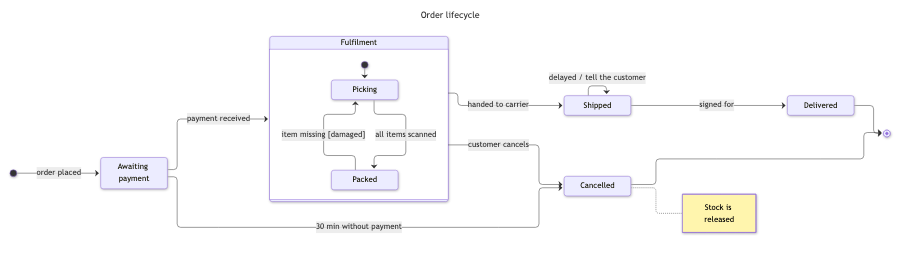 Order lifecycle
Fulfilment
Picking
item missing [damaged]
all items scanned
Packed
order placed
Awaiting
payment
payment received
30 min without payment
handed to carrier
customer cancels
delayed / tell the customer
Shipped
signed for
Delivered
Cancelled
Stock is
released